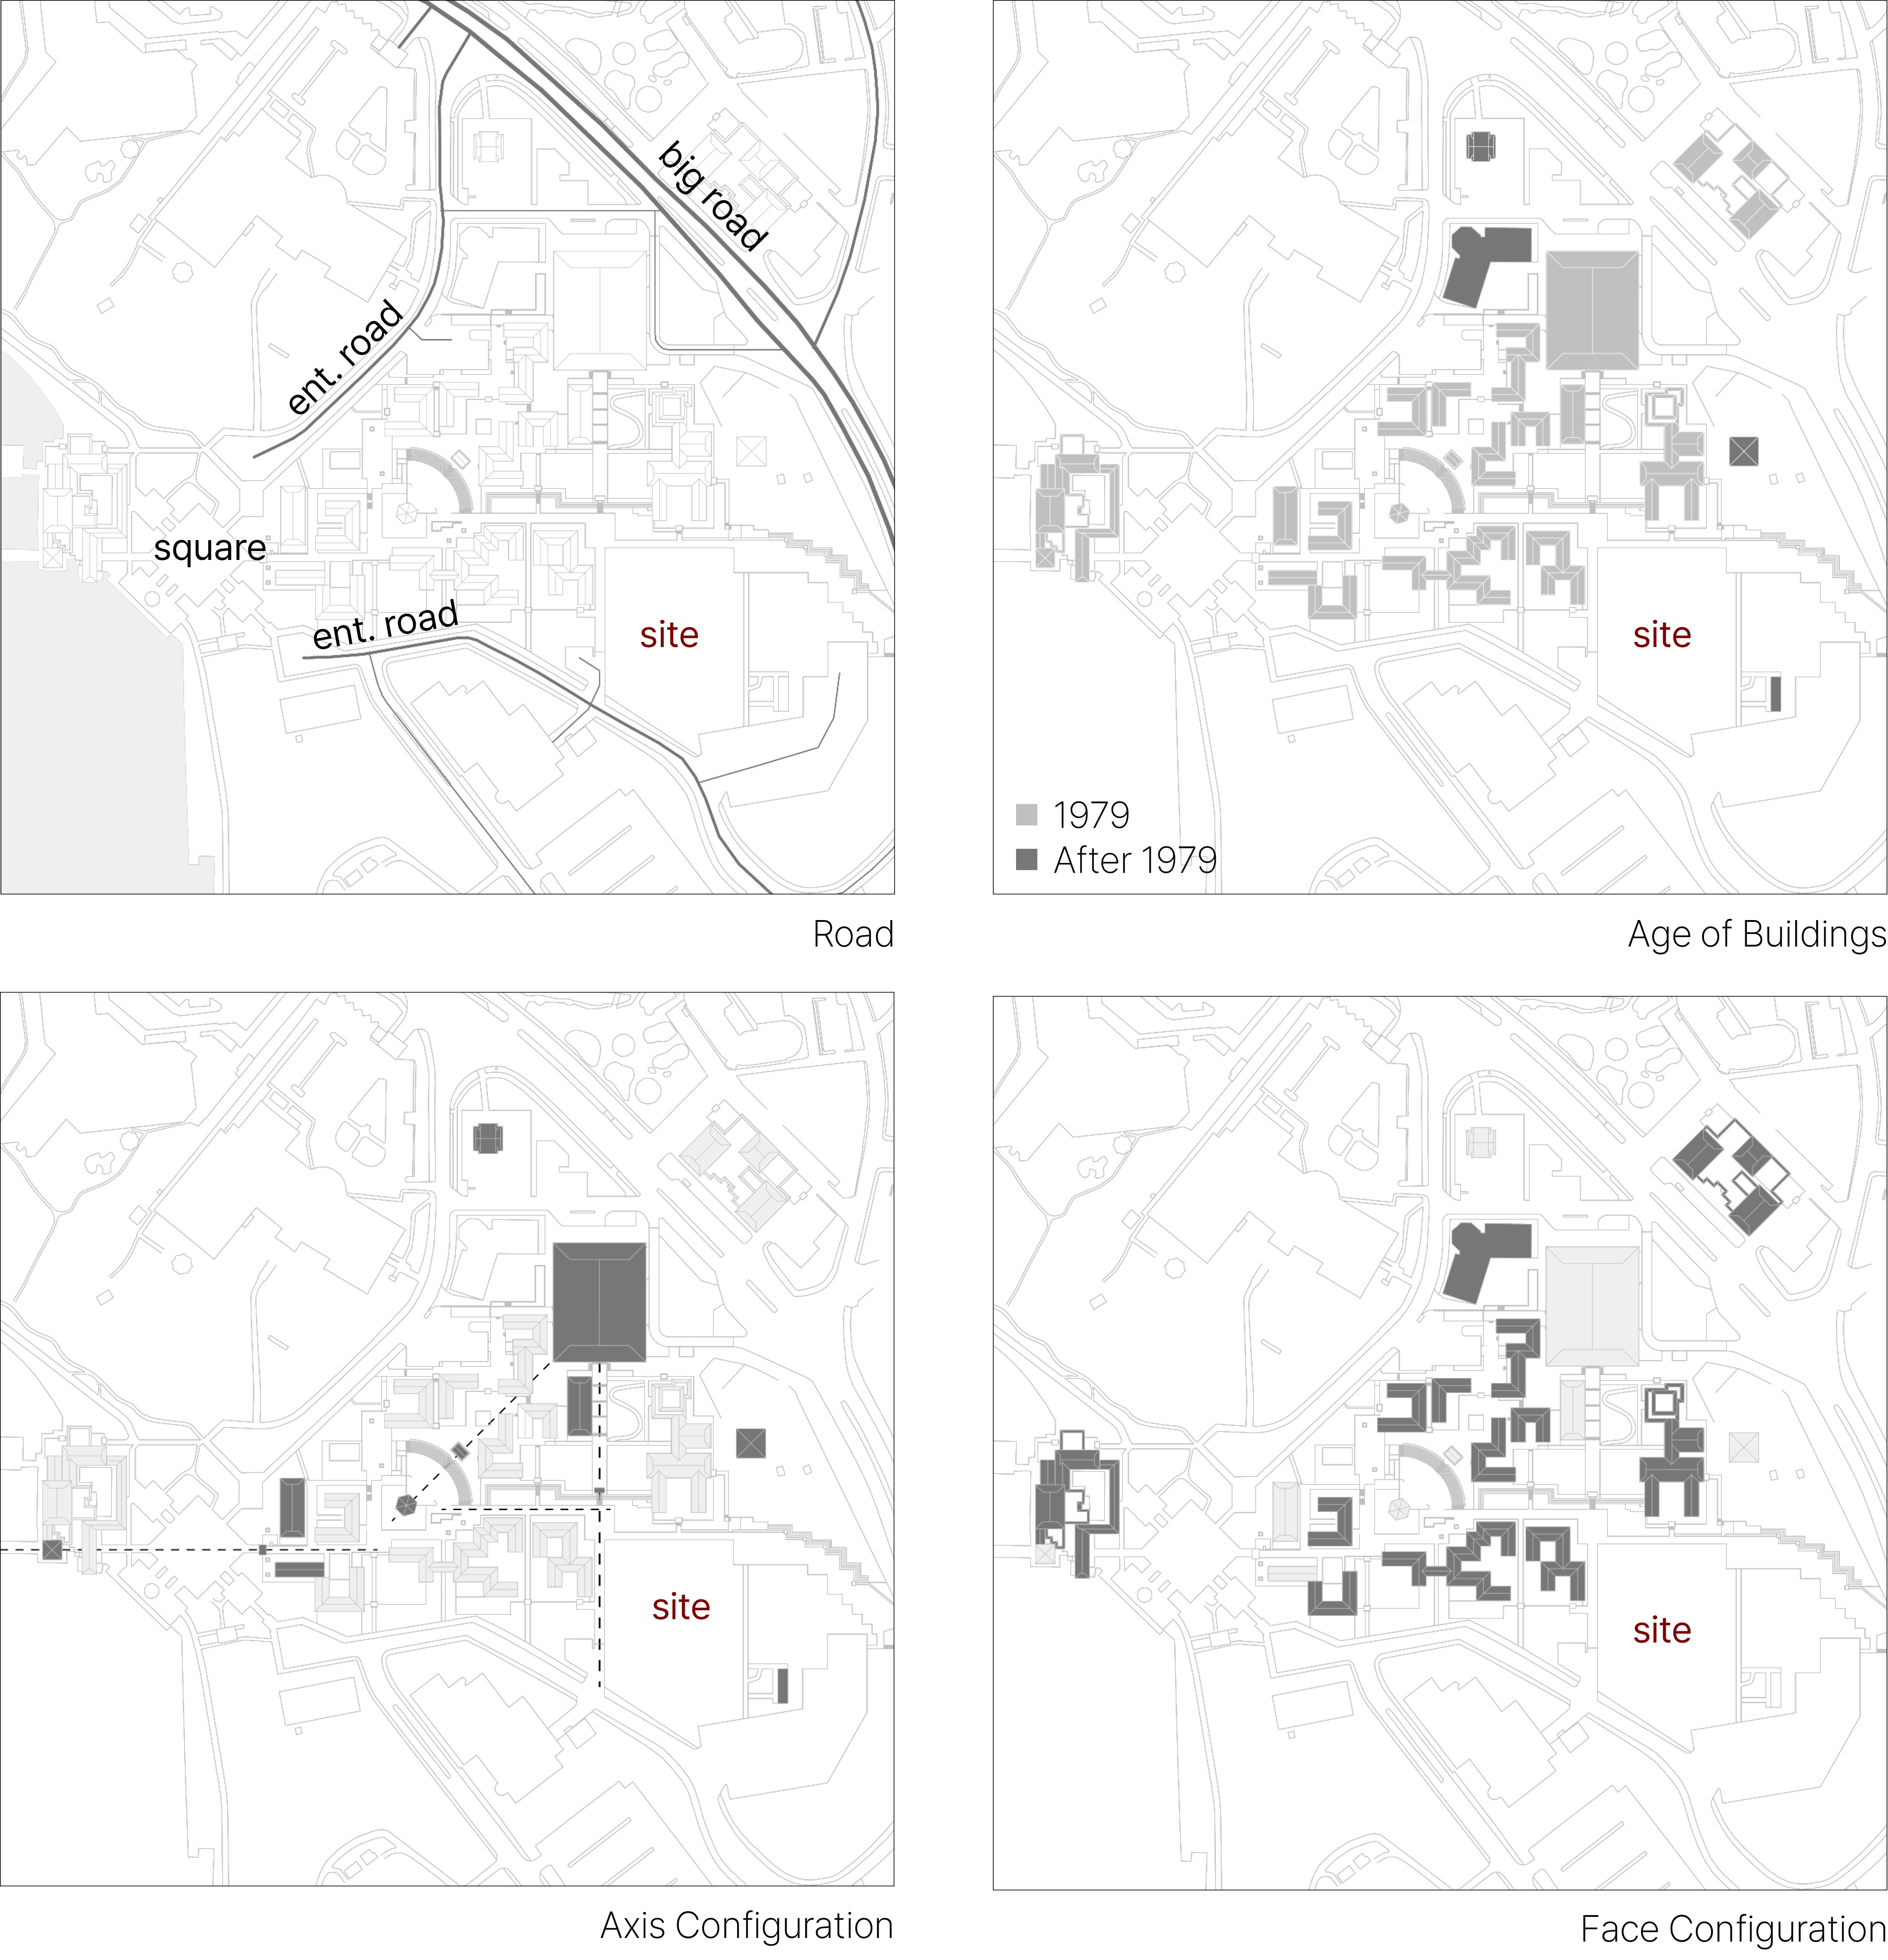 big road
ent. road
square
ent. road
site
Road
site
1979
After 1979
Age of Buildings
site
Axis Configuration
site
Face Configuration